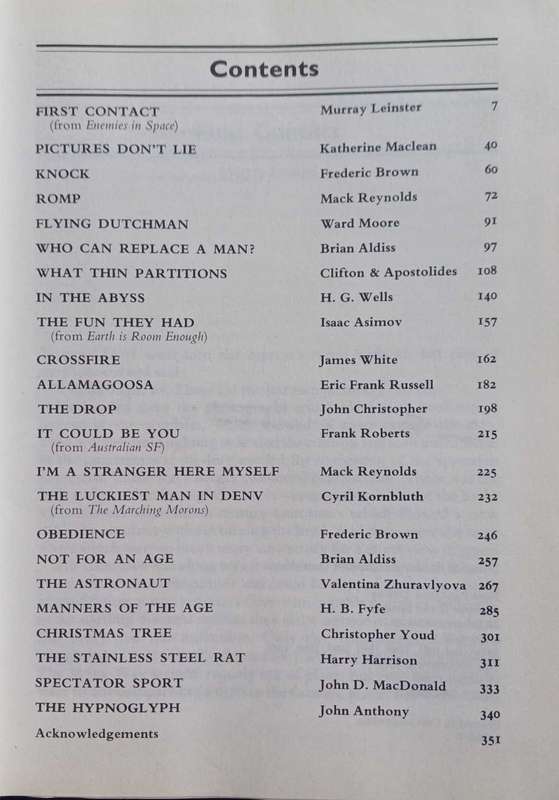 Contents
FIRST CONTACT Murray Leinster 7
(from Enemies in Space)
PICTURES DON'T LIE Katherine Maclean 40
KNOCK Frederic Brown 60
ROMP Mack Reynolds 72
FLYING DUTCHMAN Ward Moore 91
WHO CAN REPLACE A MAN? Brian Aldiss 97
WHAT THIN PARTITIONS Clifton & Apostolides 108
IN THE ABYSS H. G. Wells 140
THE FUN THEY HAD Isaac Asimov 157
(from Earth is Room Enough)
CROSSFIRE James White 162
ALLAMAGOOSA Eric Frank Russell 182
THE DROP John Christopher 198
IT COULD BE YOU Frank Roberts 215
(from Australian SF)
I'M A STRANGER HERE MYSELF Mack Reynolds 225
THE LUCKIEST MAN IN DENV Cyril Kornbluth 232
(from The Marching Morons)
OBEDIENCE Frederic Brown 246
NOT FOR AN AGE Brian Aldiss 257
THE ASTRONAUT Valentina Zhuravlyova 267
MANNERS OF THE AGE H. B. Fyfe 285
CHRISTMAS TREE Christopher Youd 301
THE STAINLESS STEEL RAT Harry Harrison 311
SPECTATOR SPORT John D. MacDonald 333
THE HYPNOGLYPH John Anthony 340
Acknowledgements 351